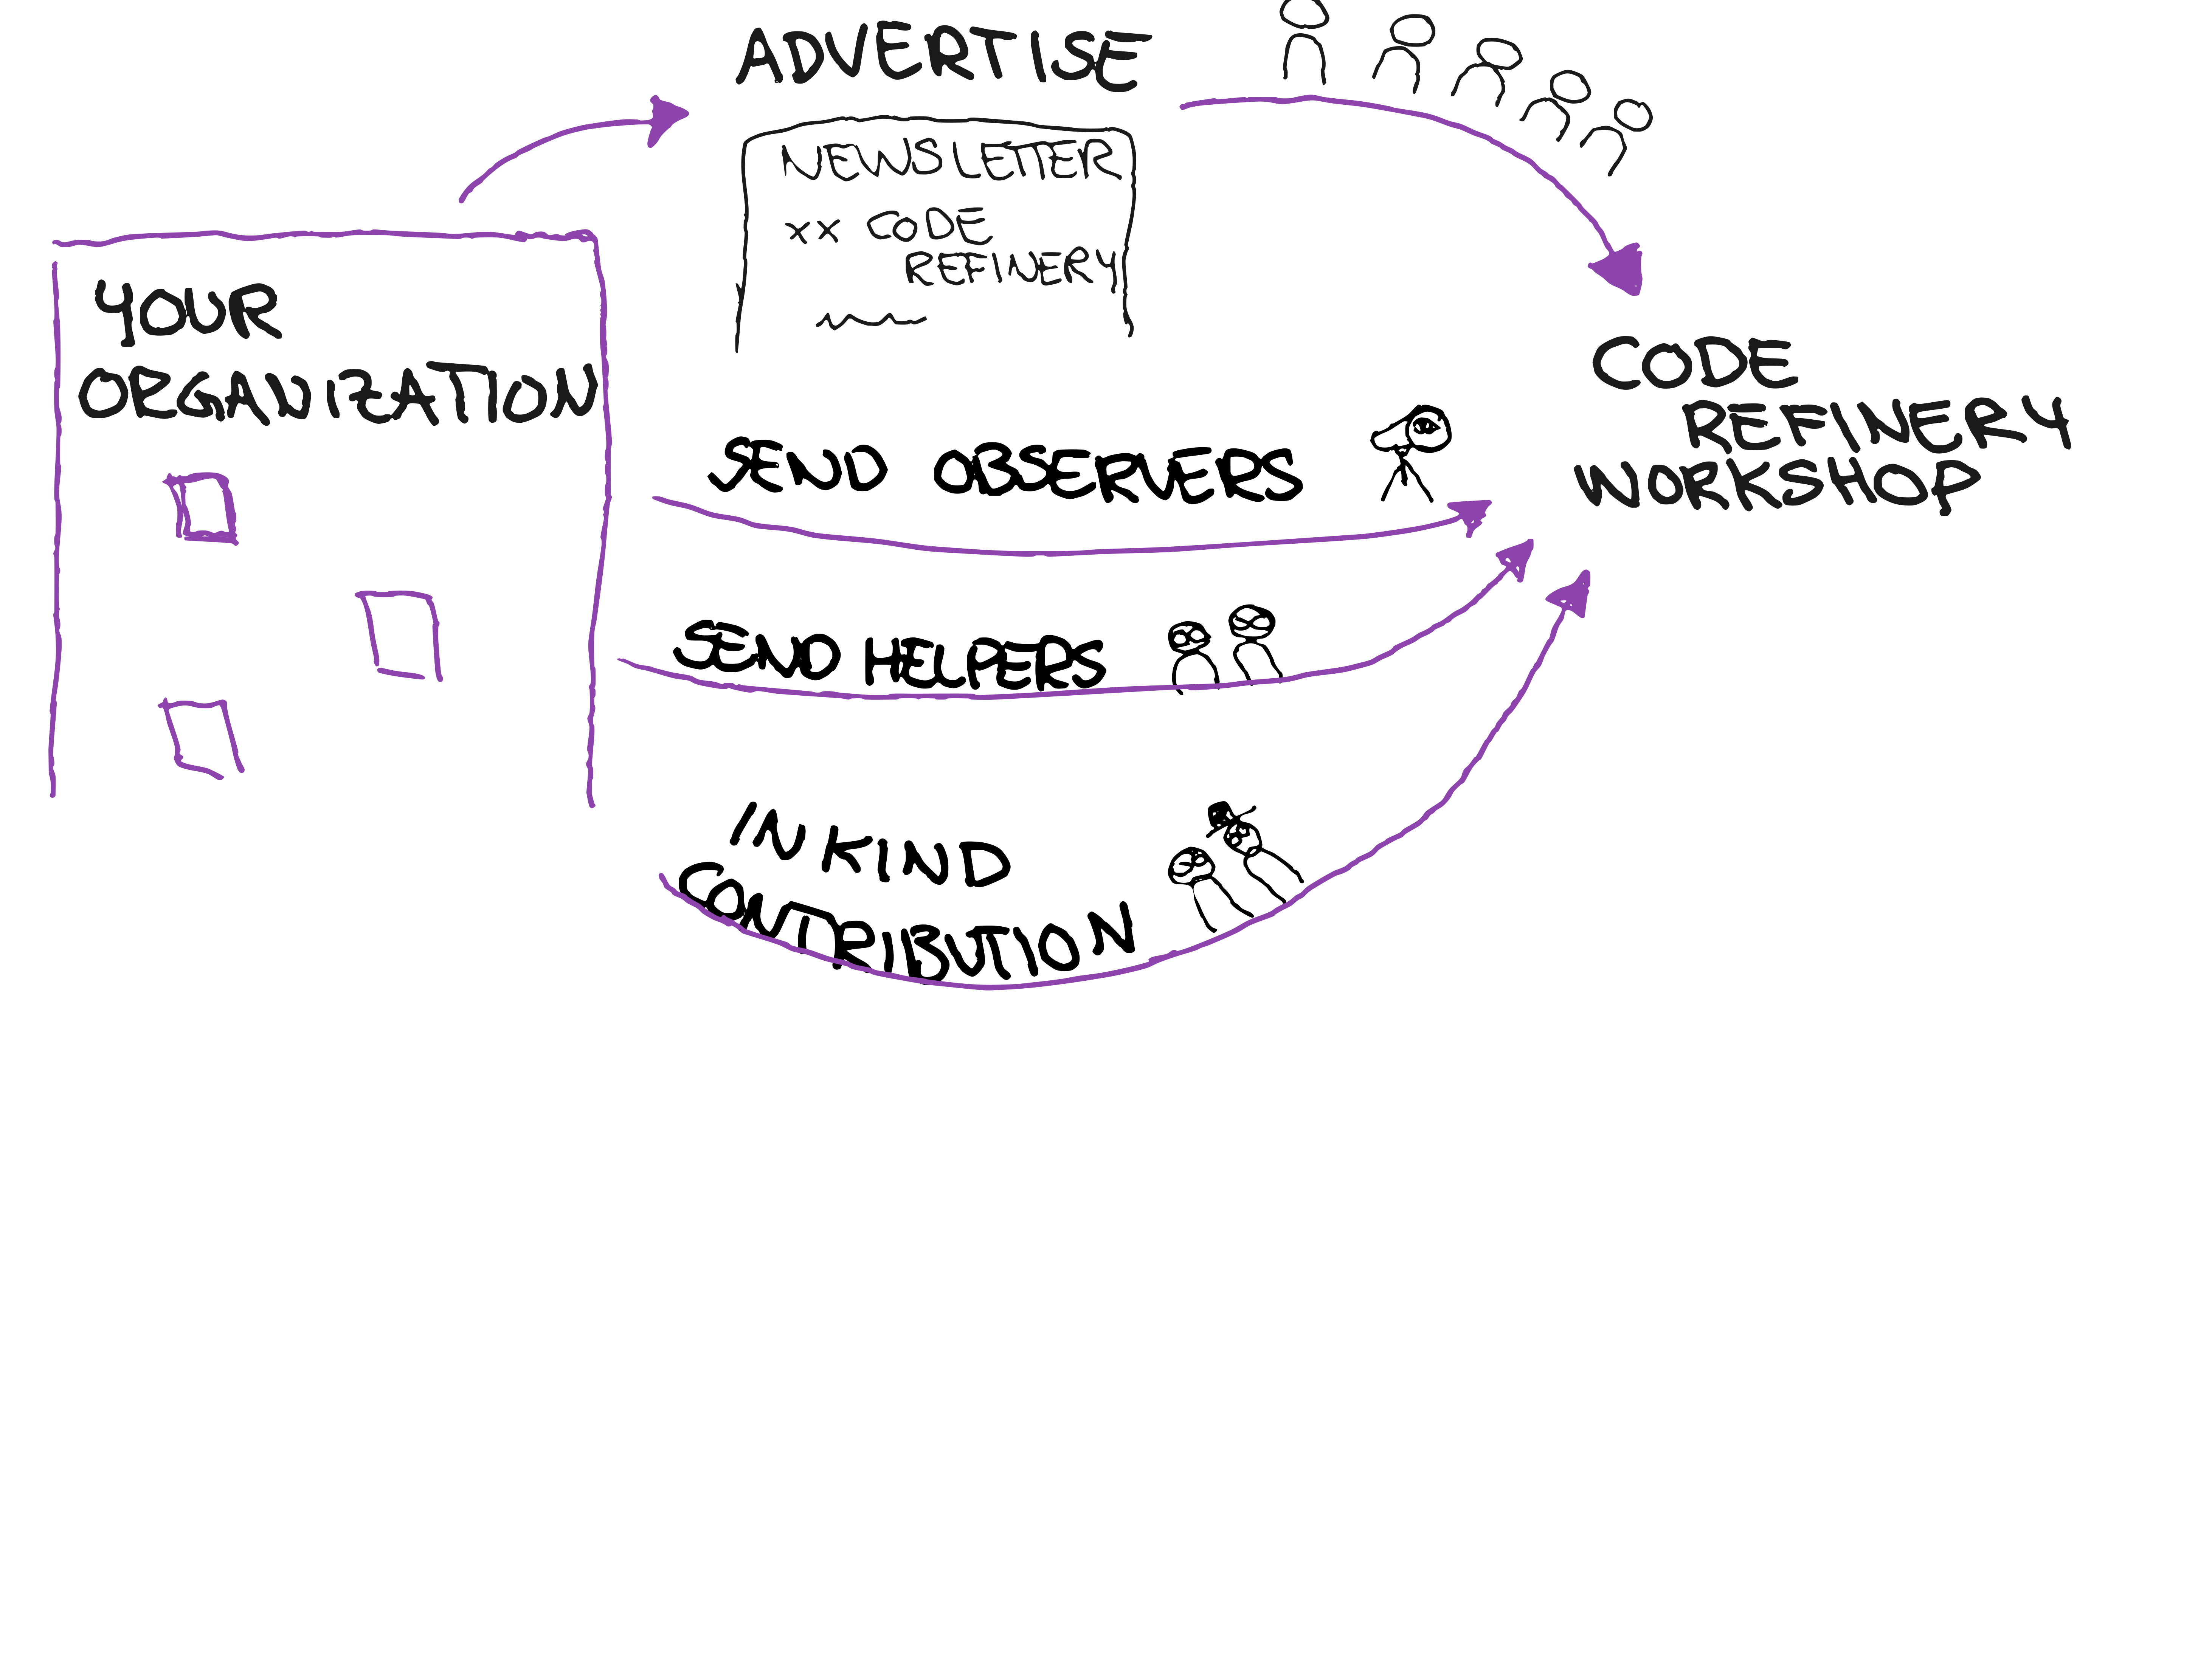 ADVERTISE
NEWSLETTER
xx CODE
REFINERY
YOUR
ORGANIZATION
CODE
REFINERY
WORKSHOP
SEND OBSERVERS
SEND HELPERS
IN KIND
CONTRIBUTION